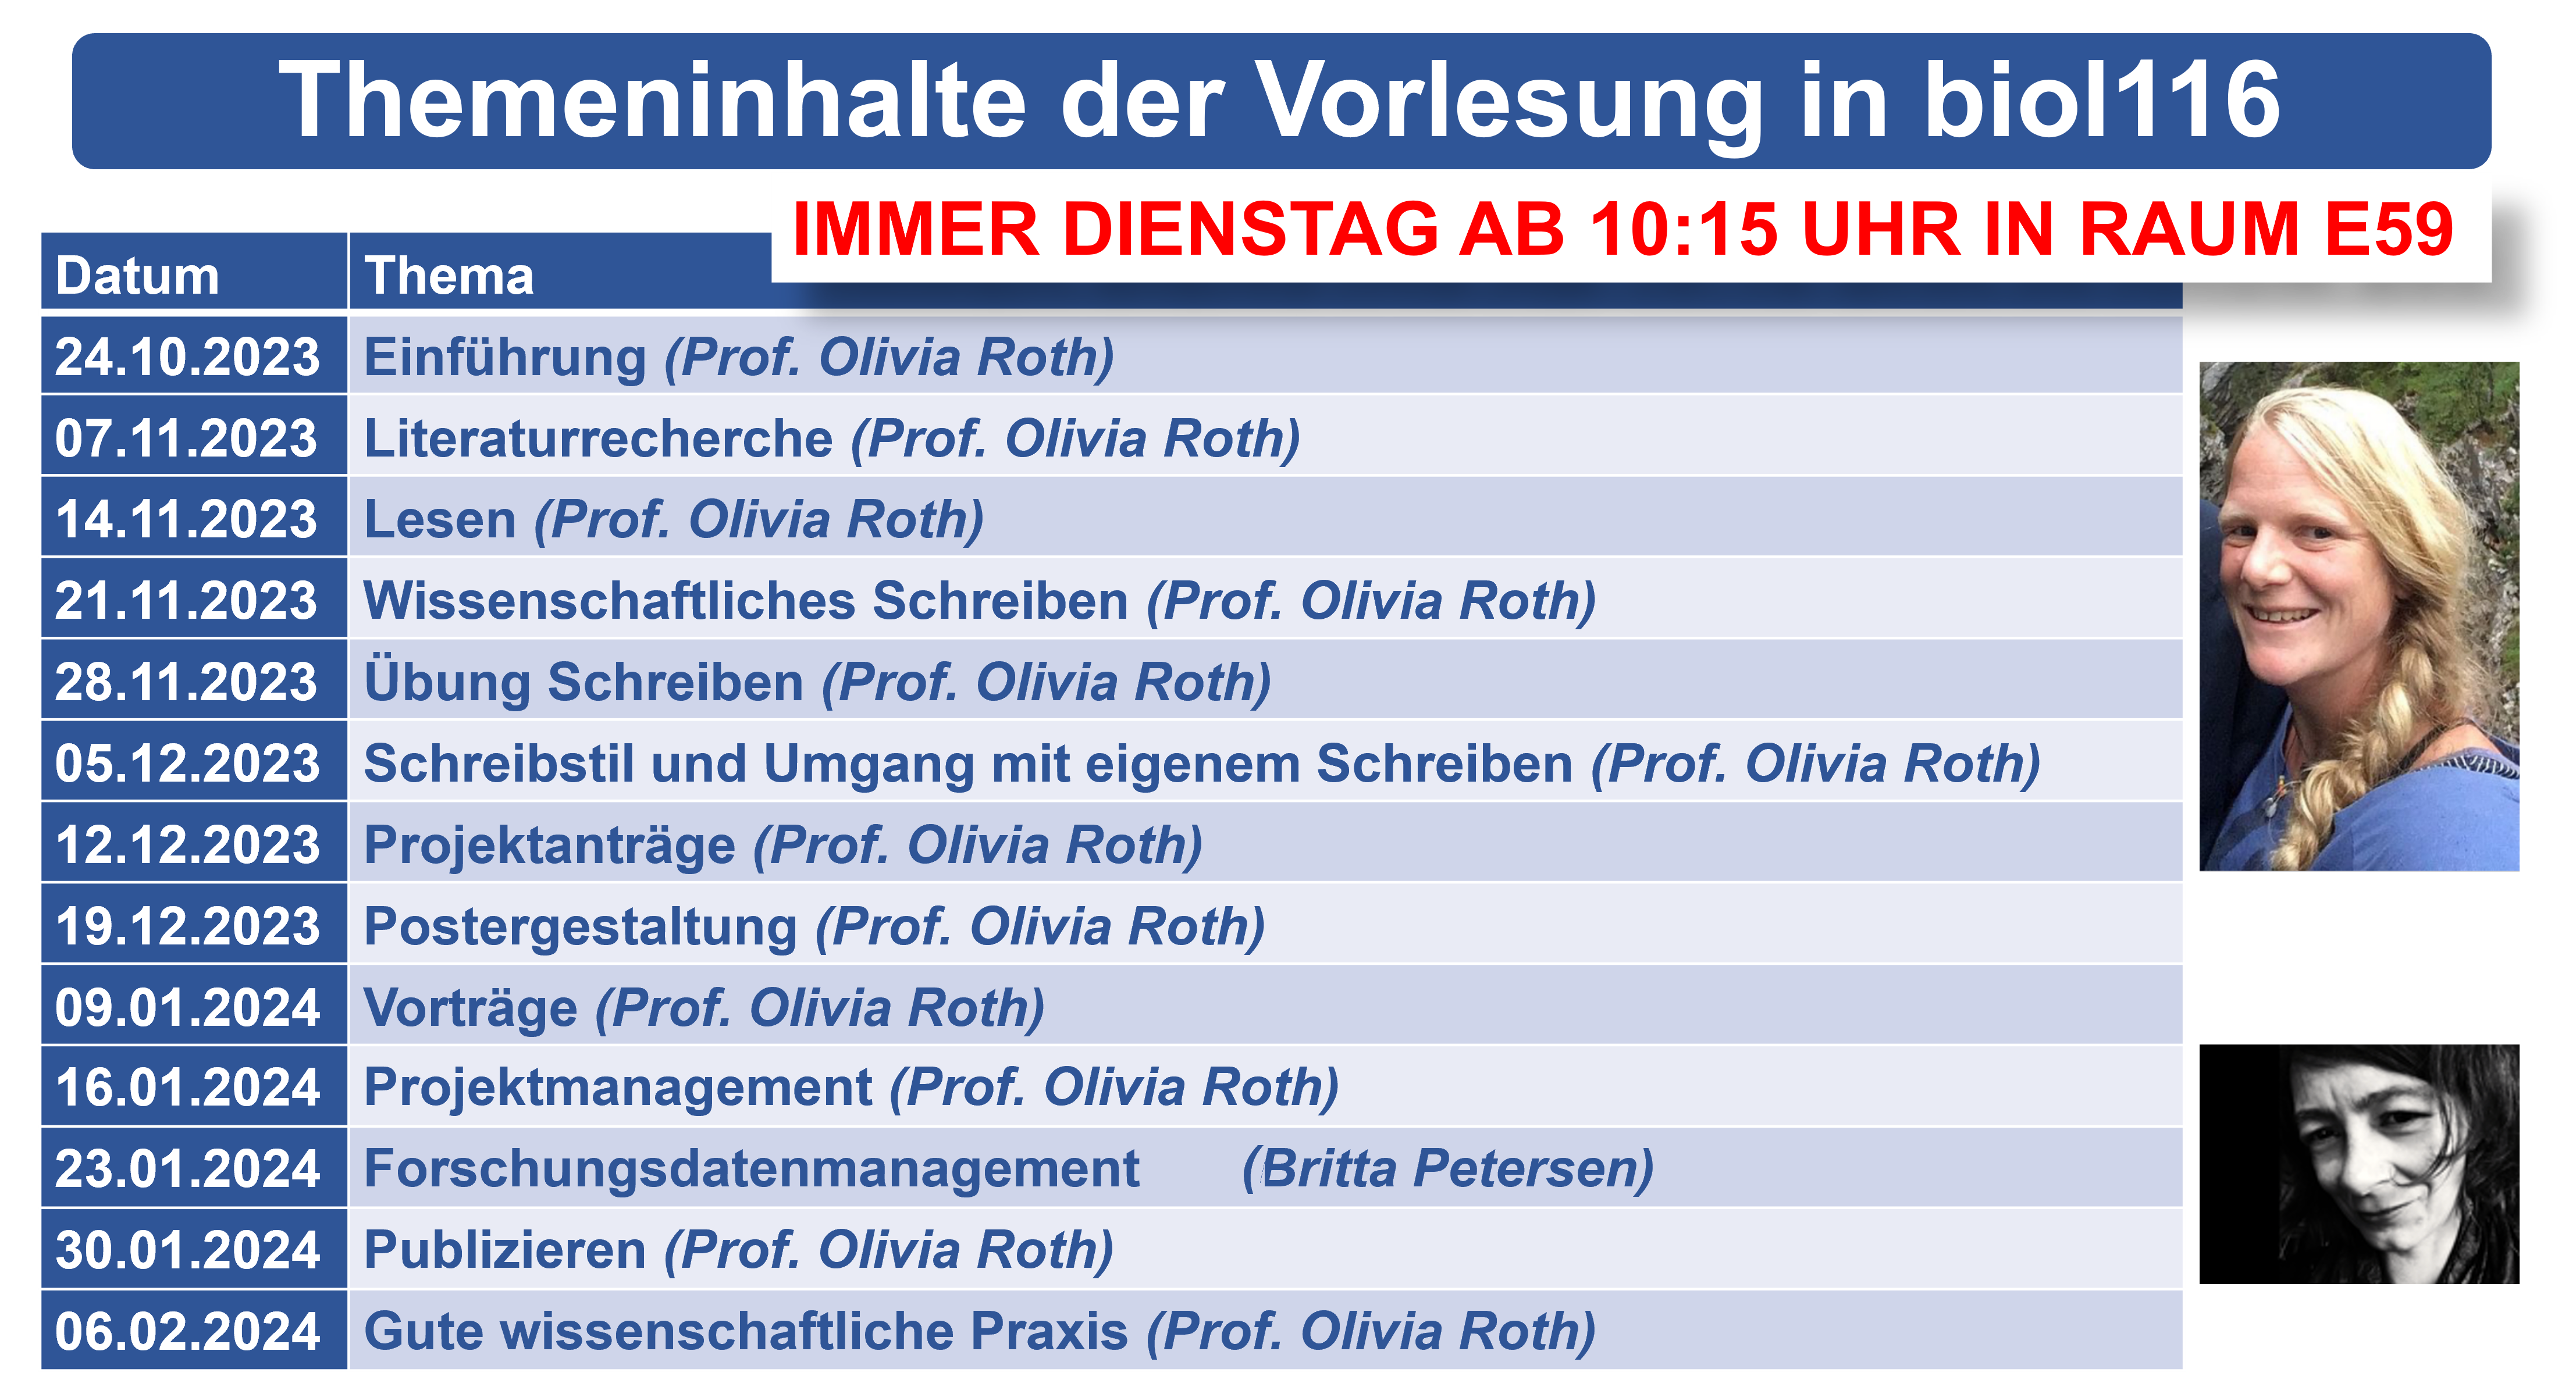 Themeninhalte der Vorlesung in biol116
IMMER DIENSTAG AB 10:15 UHR IN RAUM E59
Datum Thema
24.10.2023 Einführung (Prof. Olivia Roth)
07.11.2023 Literaturrecherche (Prof. Olivia Roth)
14.11.2023 Lesen (Prof. Olivia Roth)
21.11.2023 Wissenschaftliches Schreiben (Prof. Olivia Roth)
28.11.2023 Übung Schreiben (Prof. Olivia Roth)
05.12.2023 Schreibstil und Umgang mit eigenem Schreiben (Prof. Olivia Roth)
12.12.2023 Projektanträge (Prof. Olivia Roth)
19.12.2023 Postergestaltung (Prof. Olivia Roth)
09.01.2024 Vorträge (Prof. Olivia Roth)
16.01.2024 Projektmanagement (Prof. Olivia Roth)
23.01.2024 Forschungsdatenmanagement (Britta Petersen)
30.01.2024 Publizieren (Prof. Olivia Roth)
06.02.2024 Gute wissenschaftliche Praxis (Prof. Olivia Roth)